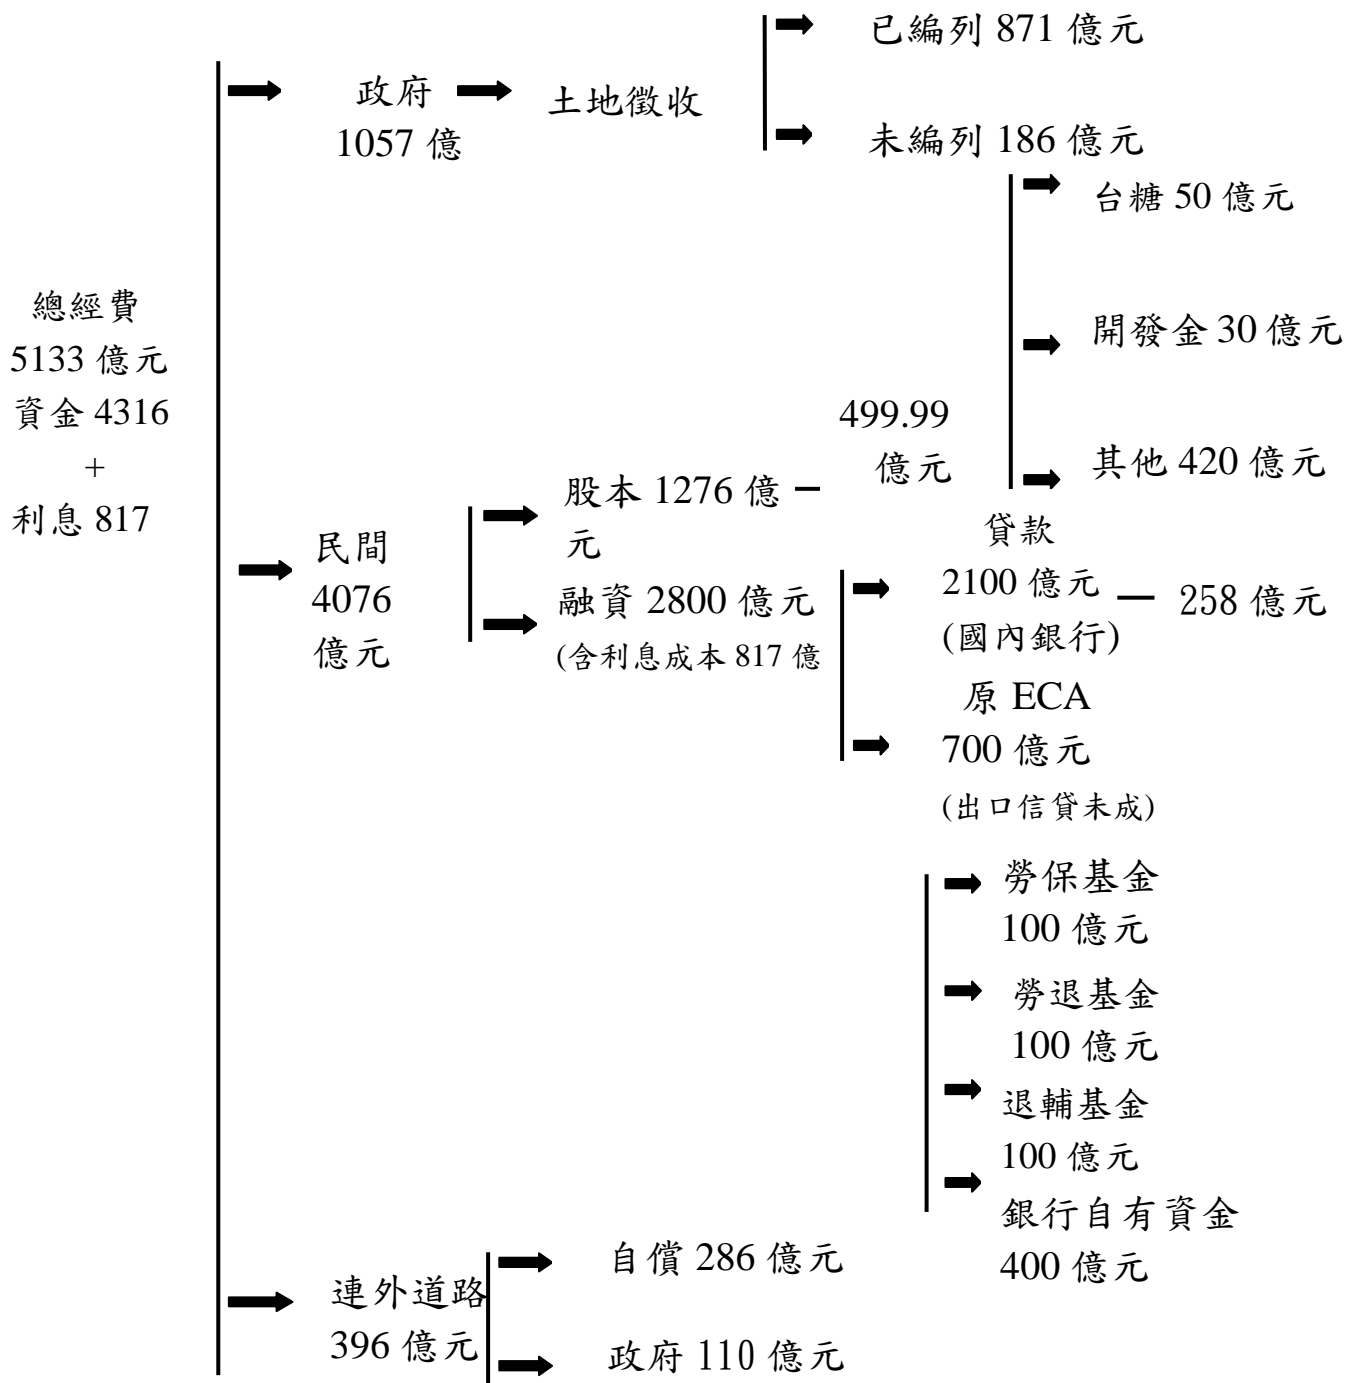 已編列 871 億元
政府
1057 億
土地徵收
未編列 186 億元
台糖 50 億元
開發金 30 億元
其他 420 億元
總經費
5133 億元
資金 4316
+
利息 817
499.99
億元
民間
4076
億元
股本 1276 億
元
融資 2800 億元
(含利息成本 817 億
貸款
2100 億元
(國內銀行)
258 億元
原 ECA
700 億元
(出口信貸未成)
勞保基金
100 億元
勞退基金
100 億元
退輔基金
100 億元
銀行自有資金
400 億元
連外道路
396 億元
自償 286 億元
政府 110 億元